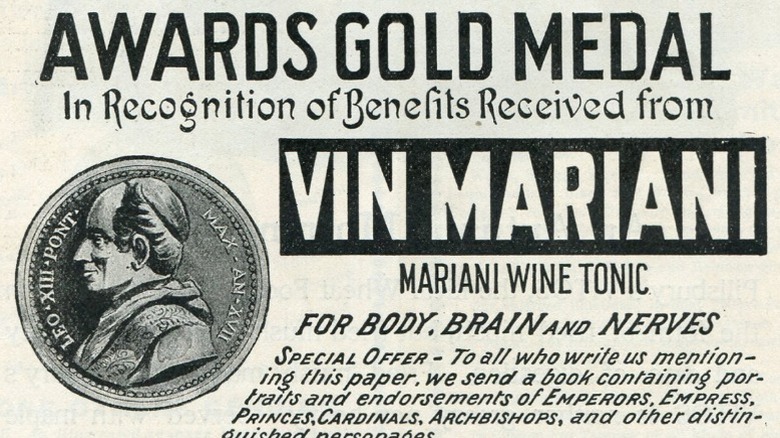 AWARDS GOLD MEDAL
In Recognition of Benefits Received from
VIN MARIANI
MARIANI WINE TONIC
FOR BODY, BRAIN AND NERVES
LEO·XIII·PONT· MAX·AN·XVII
SPECIAL OFFER – To all who write us mention-
ing this paper, we send a book containing por-
traits and endorsements of EMPERORS, EMPRESS,
PRINCES, CARDINALS, ARCHBISHOPS, and other distin-
guished personages.